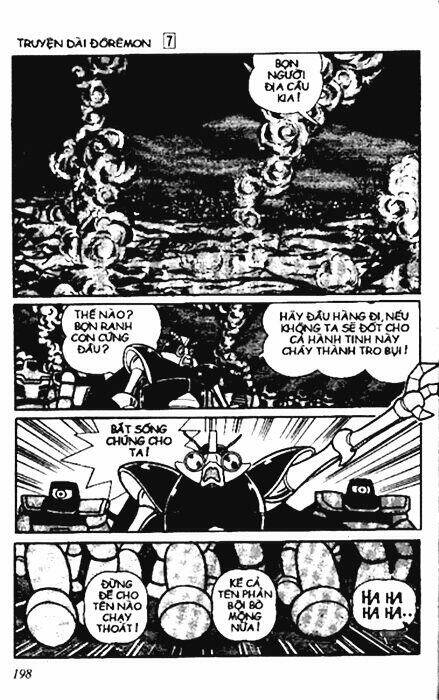 TRUYỆN DÀI ĐÔRÊMON 7
BỌN
NGƯỜI
ĐỊA CẦU
KIA!
THẾ NÀO?
BỌN RANH
CON CỨNG
ĐẦU?
HÃY ĐẦU HÀNG ĐI, NẾU
KHÔNG TA SẼ ĐỐT CHO
CẢ HÀNH TINH NÀY
CHÁY THÀNH TRO BỤI!
BẮT SỐNG
CHÚNG CHO
TA!
ĐỪNG
ĐỂ CHO
TÊN NÀO
CHẠY
THOÁT!
KỂ CẢ
TÊN PHẢN
BỘI BỒ
MỘNG
NỮA!
HA HA
HA HA..
198